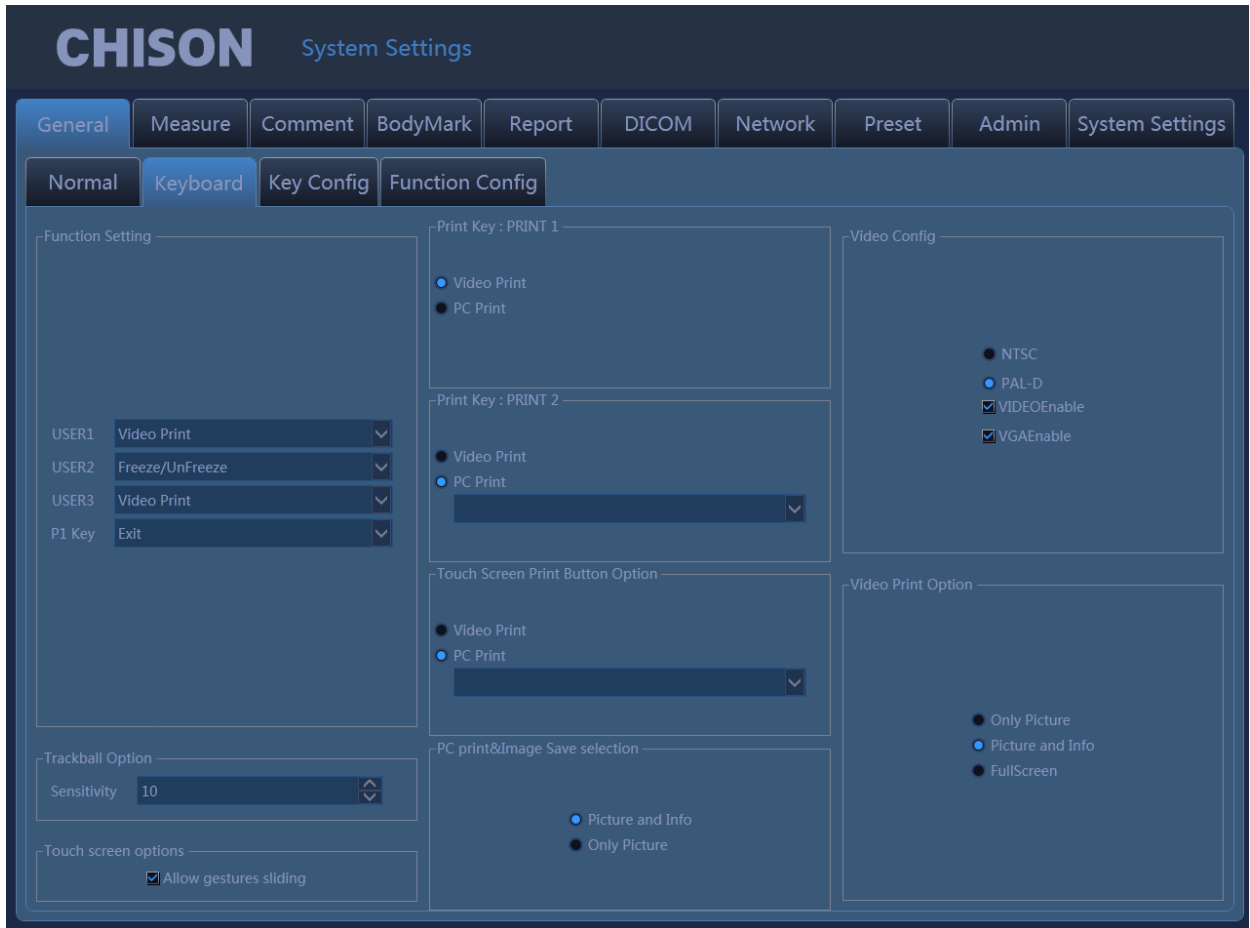 CHISON System Settings
General Measure Comment BodyMark Report DICOM Network Preset Admin System Settings
Normal Keyboard Key Config Function Config
Function Setting
USER1 Video Print
USER2 Freeze/UnFreeze
USER3 Video Print
P1 Key Exit
Trackball Option
Sensitivity 10
Touch screen options
Allow gestures sliding
Print Key : PRINT 1
Video Print
PC Print
Print Key : PRINT 2
Video Print
PC Print
Touch Screen Print Button Option
Video Print
PC Print
PC print&Image Save selection
Picture and Info
Only Picture
Video Config
NTSC
PAL-D
VIDEOEnable
VGAEnable
Video Print Option
Only Picture
Picture and Info
FullScreen